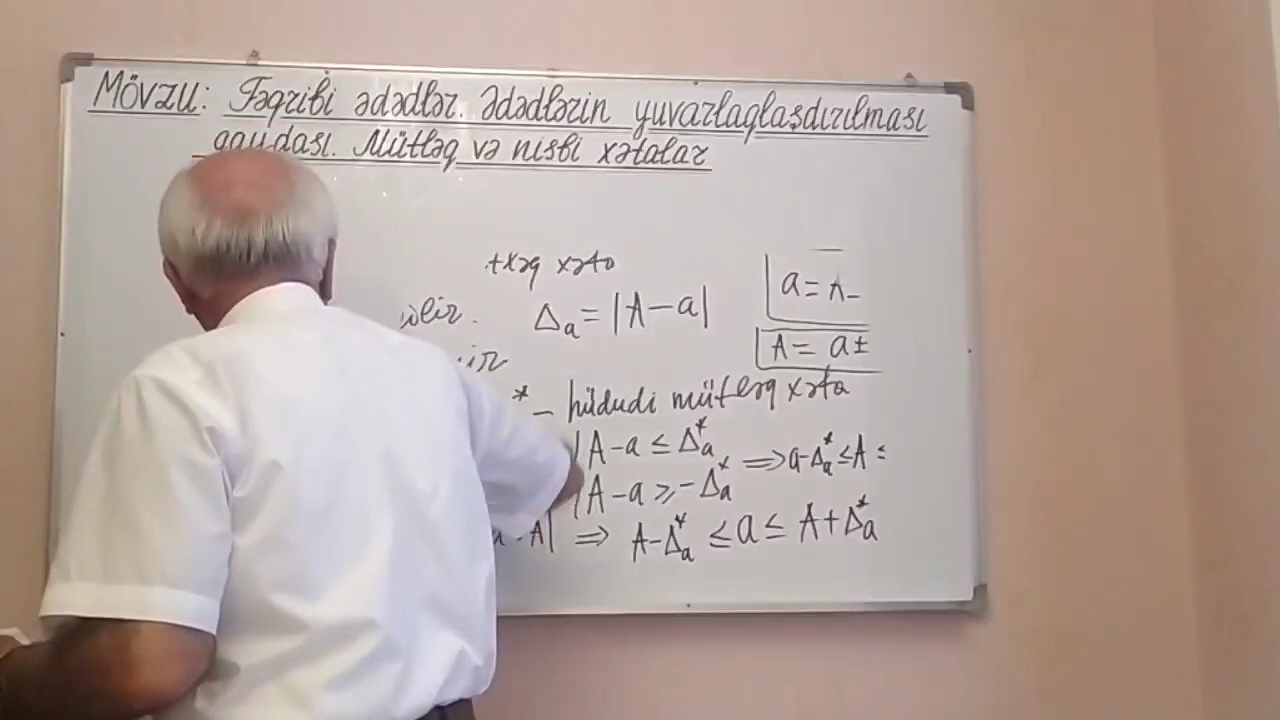 MÖVZU: Təqribi ədədlər. Ədədlərin yuvarlaqlaşdırılması
qaydası. Mütləq və nisbi xətalar
xəta
Δa = |A-a|
a = A-
A = a±
* - hüdudi mütləq xəta
A-a ≤ Δa*
A-a ≥ -Δa*
⇒ a-Δa* ≤ A ≤
A| ⇒ A-Δa* ≤ a ≤ A+Δa*